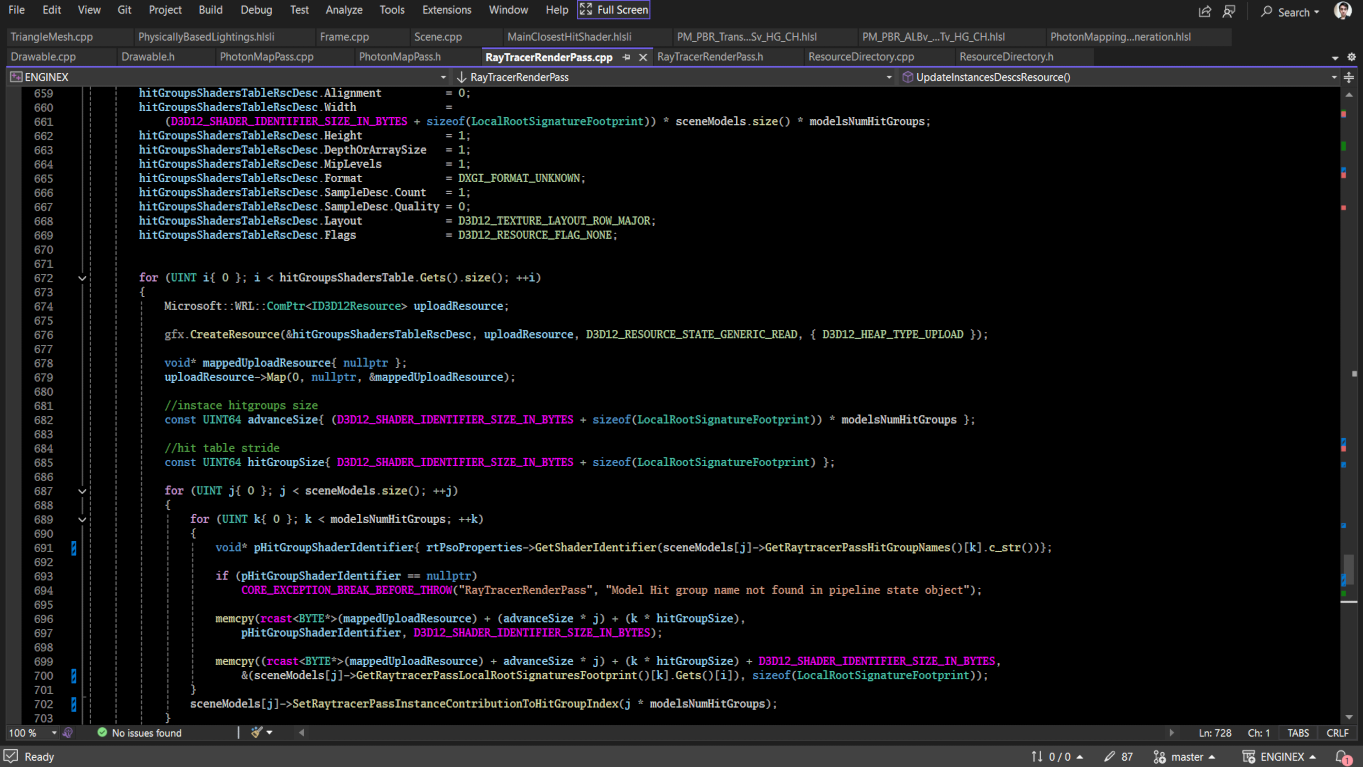 File Edit View Git Project Build Debug Test Analyze Tools Extensions Window Help Full Screen Search
TriangleMesh.cpp PhysicallyBasedLightings.hlsli Frame.cpp Scene.cpp MainClosestHitShader.hlsli PM_PBR_Trans...Sv_HG_CH.hlsl PM_PBR_ALBv_...Tv_HG_CH.hlsl PhotonMapping...neration.hlsl
Drawable.cpp Drawable.h PhotonMapPass.cpp PhotonMapPass.h RayTracerRenderPass.cpp RayTracerRenderPass.h ResourceDirectory.cpp ResourceDirectory.h
ENGINEX RayTracerRenderPass UpdateInstancesDescsResource()
659 hitGroupsShadersTableRscDesc.Alignment = 0;
660 hitGroupsShadersTableRscDesc.Width =
661 (D3D12_SHADER_IDENTIFIER_SIZE_IN_BYTES + sizeof(LocalRootSignatureFootprint)) * sceneModels.size() * modelsNumHitGroups;
662 hitGroupsShadersTableRscDesc.Height = 1;
663 hitGroupsShadersTableRscDesc.DepthOrArraySize = 1;
664 hitGroupsShadersTableRscDesc.MipLevels = 1;
665 hitGroupsShadersTableRscDesc.Format = DXGI_FORMAT_UNKNOWN;
666 hitGroupsShadersTableRscDesc.SampleDesc.Count = 1;
667 hitGroupsShadersTableRscDesc.SampleDesc.Quality = 0;
668 hitGroupsShadersTableRscDesc.Layout = D3D12_TEXTURE_LAYOUT_ROW_MAJOR;
669 hitGroupsShadersTableRscDesc.Flags = D3D12_RESOURCE_FLAG_NONE;
670
671
672 for (UINT i{ 0 }; i < hitGroupsShadersTable.Gets().size(); ++i)
673 {
674 Microsoft::WRL::ComPtr<ID3D12Resource> uploadResource;
675
676 gfx.CreateResource(&hitGroupsShadersTableRscDesc, uploadResource, D3D12_RESOURCE_STATE_GENERIC_READ, { D3D12_HEAP_TYPE_UPLOAD });
677
678 void* mappedUploadResource{ nullptr };
679 uploadResource->Map(0, nullptr, &mappedUploadResource);
680
681 //instace hitgroups size
682 const UINT64 advanceSize{ (D3D12_SHADER_IDENTIFIER_SIZE_IN_BYTES + sizeof(LocalRootSignatureFootprint)) * modelsNumHitGroups };
683
684 //hit table stride
685 const UINT64 hitGroupSize{ D3D12_SHADER_IDENTIFIER_SIZE_IN_BYTES + sizeof(LocalRootSignatureFootprint) };
686
687 for (UINT j{ 0 }; j < sceneModels.size(); ++j)
688 {
689 for (UINT k{ 0 }; k < modelsNumHitGroups; ++k)
690 {
691 void* pHitGroupShaderIdentifier{ rtPsoProperties->GetShaderIdentifier(sceneModels[j]->GetRaytracerPassHitGroupNames()[k].c_str())};
692
693 if (pHitGroupShaderIdentifier == nullptr)
694 CORE_EXCEPTION_BREAK_BEFORE_THROW("RayTracerRenderPass", "Model Hit group name not found in pipeline state object");
695
696 memcpy(rcast<BYTE*>(mappedUploadResource) + (advanceSize * j) + (k * hitGroupSize),
697 pHitGroupShaderIdentifier, D3D12_SHADER_IDENTIFIER_SIZE_IN_BYTES);
698
699 memcpy((rcast<BYTE*>(mappedUploadResource) + advanceSize * j) + (k * hitGroupSize) + D3D12_SHADER_IDENTIFIER_SIZE_IN_BYTES,
700 &(sceneModels[j]->GetRaytracerPassLocalRootSignaturesFootprint()[k].Gets()[i]), sizeof(LocalRootSignatureFootprint));
701 }
702 sceneModels[j]->SetRaytracerPassInstanceContributionToHitGroupIndex(j * modelsNumHitGroups);
703 }
100 % No issues found Ln: 728 Ch: 1 TABS CRLF
Ready 0 / 0 87 master ENGINEX 1